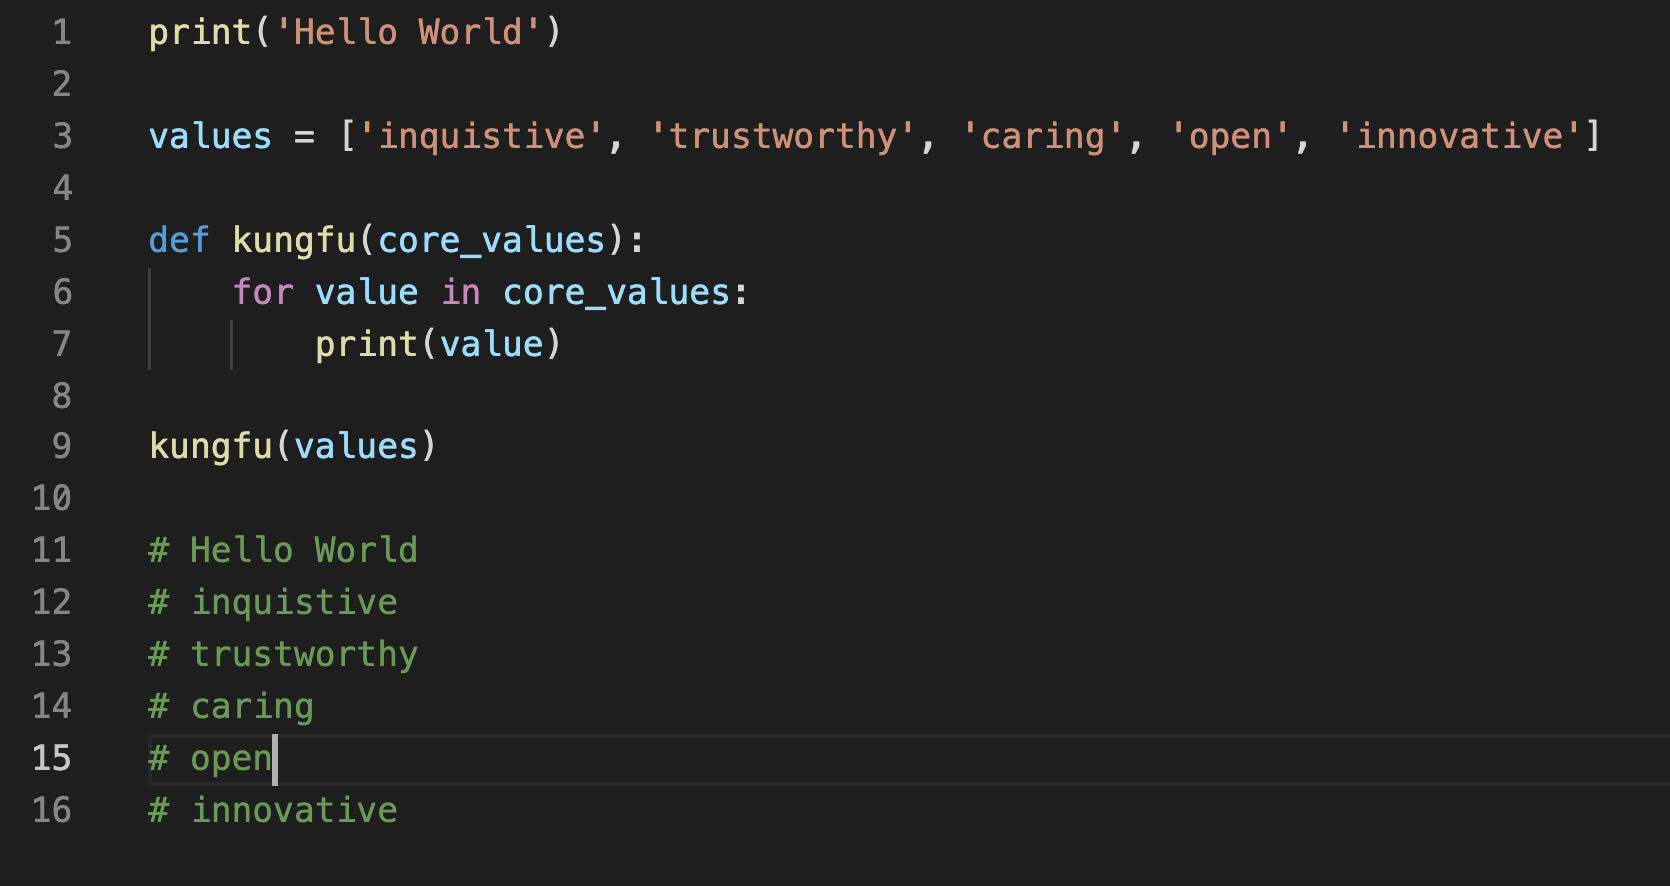 1 print('Hello World')
2
3 values = ['inquistive', 'trustworthy', 'caring', 'open', 'innovative']
4
5 def kungfu(core_values):
6 for value in core_values:
7 print(value)
8
9 kungfu(values)
10
11 # Hello World
12 # inquistive
13 # trustworthy
14 # caring
15 # open
16 # innovative